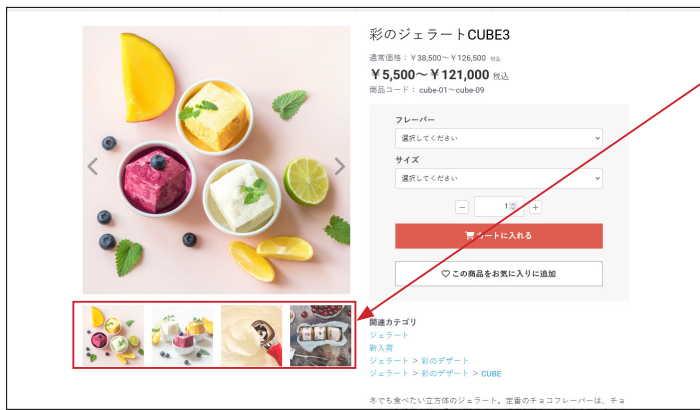 彩のジェラートCUBE3
通常価格：￥38,500～￥126,500 税込
￥5,500～￥121,000 税込
商品コード： cube-01～cube-09
フレーバー
選択してください
サイズ
選択してください
1
カートに入れる
この商品をお気に入りに追加
関連カテゴリ
ジェラート
新入荷
ジェラート > 彩のデザート
ジェラート > 彩のデザート > CUBE
冬でも食べたい立方体のジェラート。定番のチョコフレーバーは、チョ